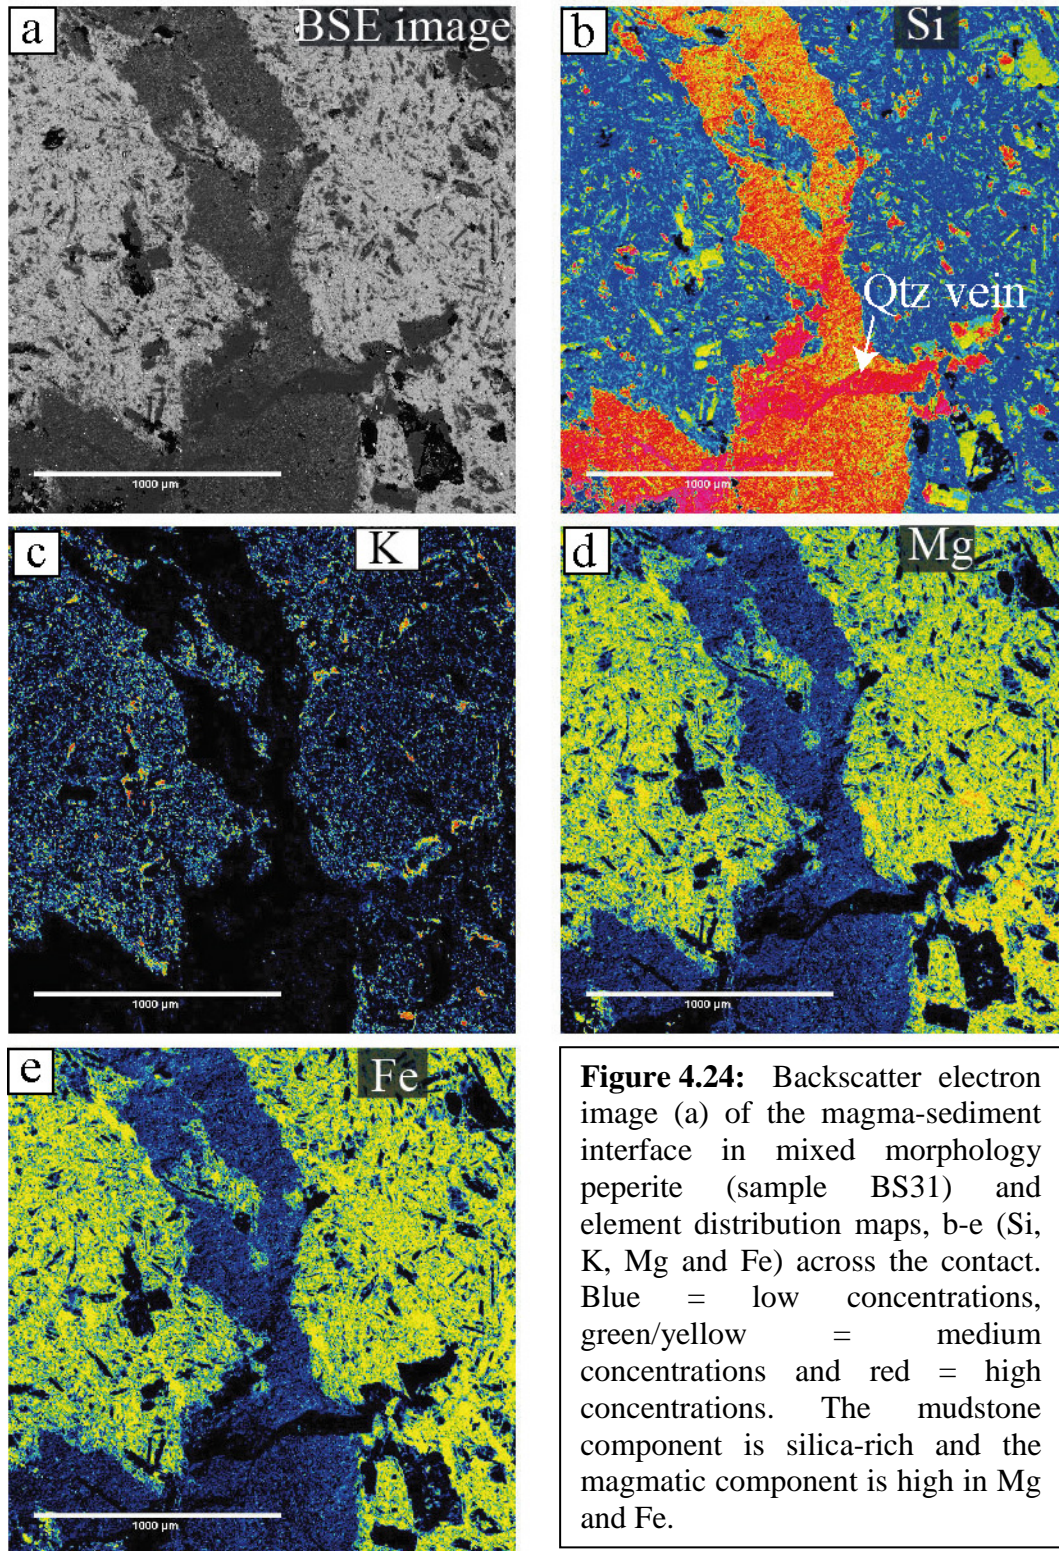 a
BSE image
b
Si
Qtz vein
1000 µm
1000 µm
c
K
d
Mg
1000 µm
1000 µm
e
Fe
1000 µm
Figure 4.24: Backscatter electron
image (a) of the magma-sediment
interface in mixed morphology
peperite (sample BS31) and
element distribution maps, b-e (Si,
K, Mg and Fe) across the contact.
Blue = low concentrations,
green/yellow = medium
concentrations and red = high
concentrations. The mudstone
component is silica-rich and the
magmatic component is high in Mg
and Fe.